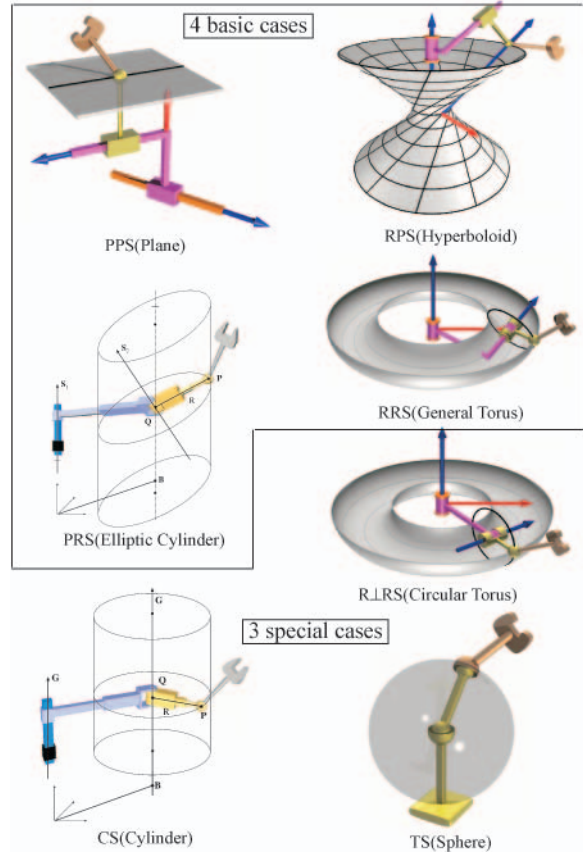 4 basic cases
PPS(Plane)
RPS(Hyperboloid)
S₂
S₁
P
R
Q
B
PRS(Elliptic Cylinder)
RRS(General Torus)
R⊥RS(Circular Torus)
3 special cases
G
G
Q
R
P
B
CS(Cylinder)
TS(Sphere)